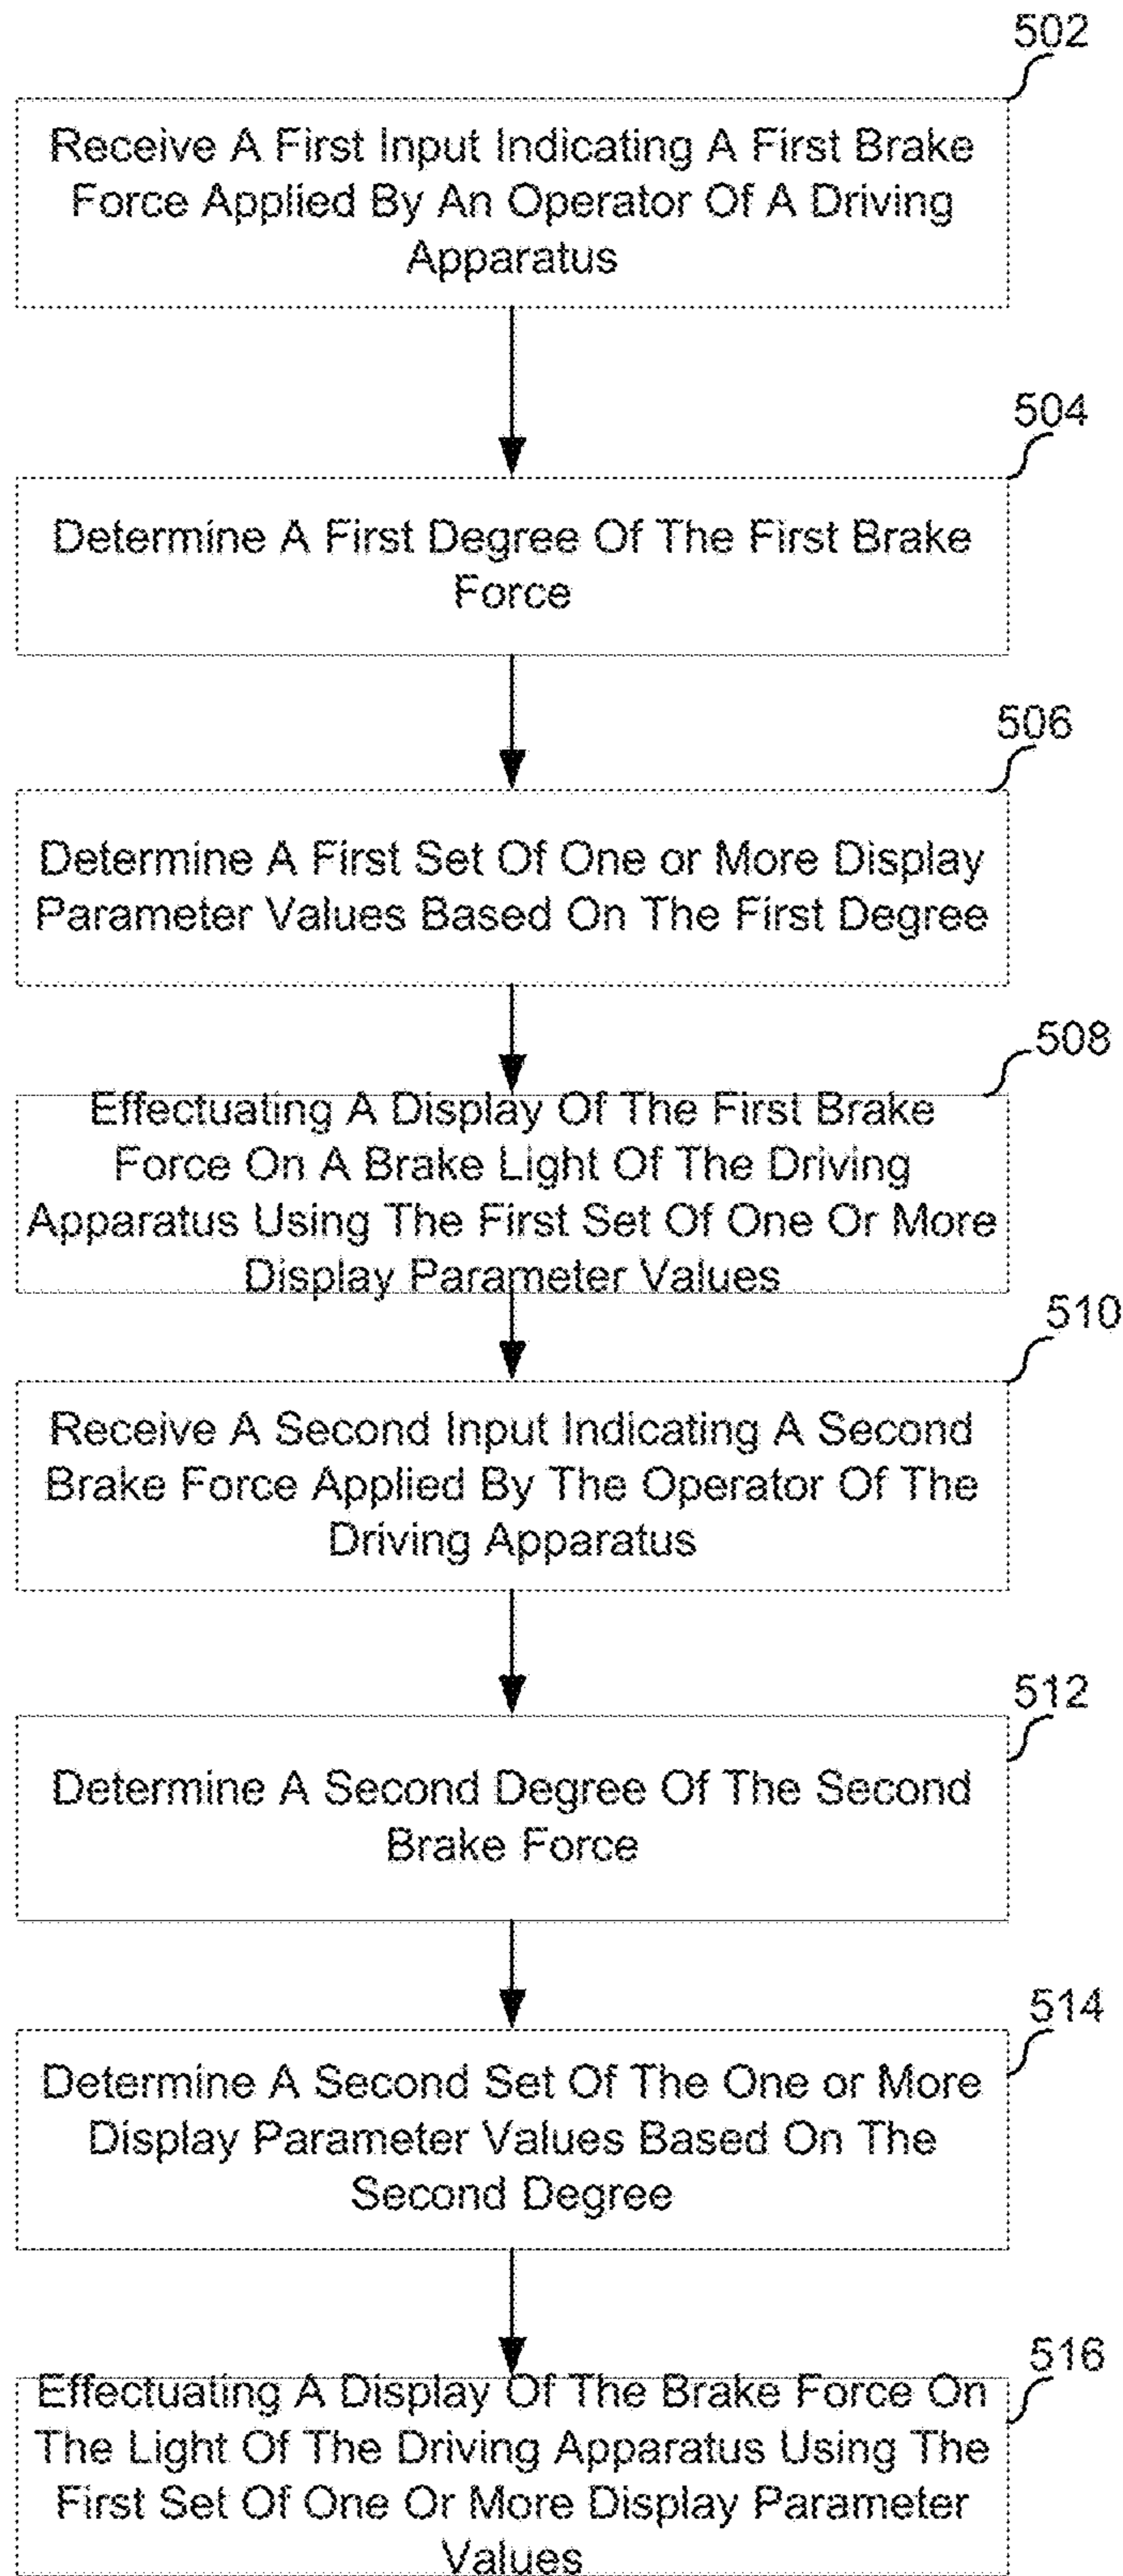 502
Receive A First Input Indicating A First Brake
Force Applied By An Operator Of A Driving
Apparatus
504
Determine A First Degree Of The First Brake
Force
506
Determine A First Set Of One or More Display
Parameter Values Based On The First Degree
508
Effectuating A Display Of The First Brake
Force On A Brake Light Of The Driving
Apparatus Using The First Set Of One Or More
Display Parameter Values
510
Receive A Second Input Indicating A Second
Brake Force Applied By The Operator Of The
Driving Apparatus
512
Determine A Second Degree Of The Second
Brake Force
514
Determine A Second Set Of The One or More
Display Parameter Values Based On The
Second Degree
516
Effectuating A Display Of The Brake Force On
The Light Of The Driving Apparatus Using The
First Set Of One Or More Display Parameter
Values